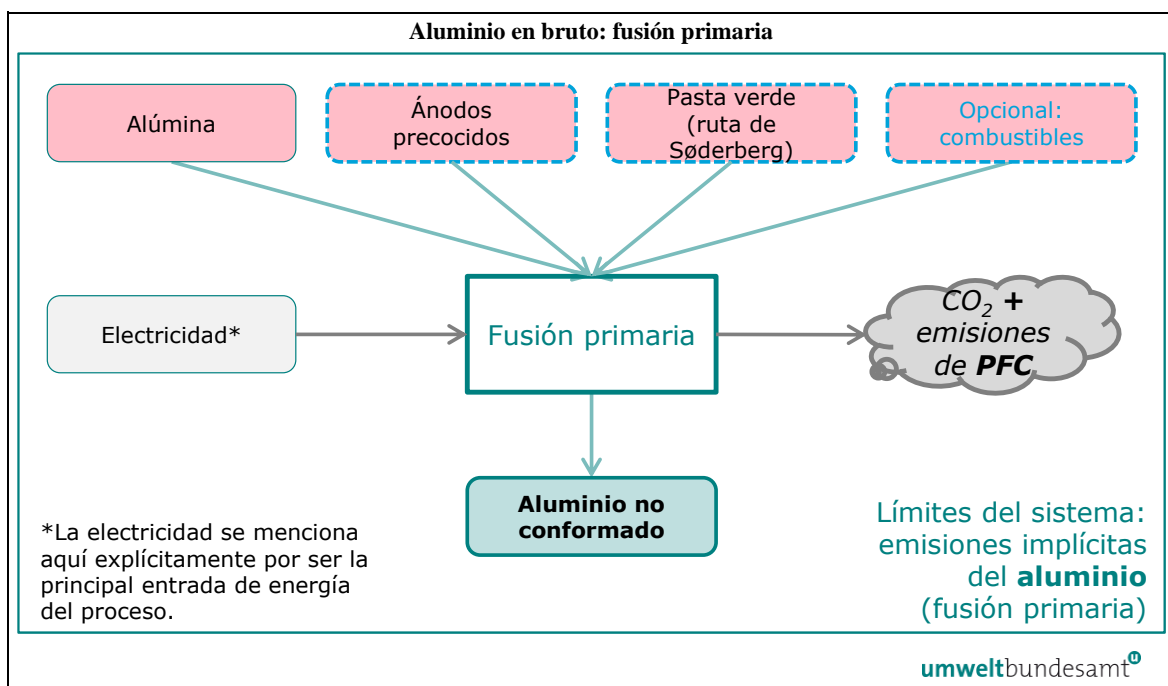 Aluminio en bruto: fusión primaria
Alúmina
Ánodos
precocidos
Pasta verde
(ruta de
Søderberg)
Opcional:
combustibles
Electricidad*
Fusión primaria
CO₂ +
emisiones
de PFC
Aluminio no
conformado
*La electricidad se menciona
aquí explícitamente por ser la
principal entrada de energía
del proceso.
Límites del sistema:
emisiones implícitas
del aluminio
(fusión primaria)
umweltbundesamt